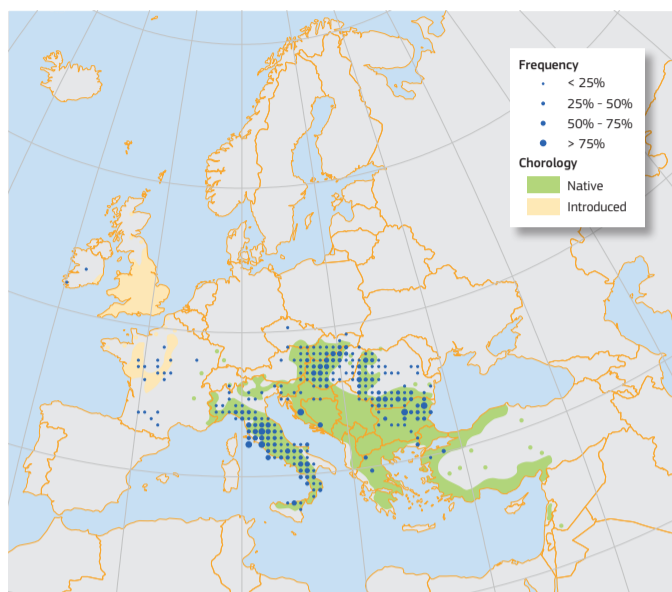 Frequency
< 25%
25% - 50%
50% - 75%
> 75%
Chorology
Native
Introduced